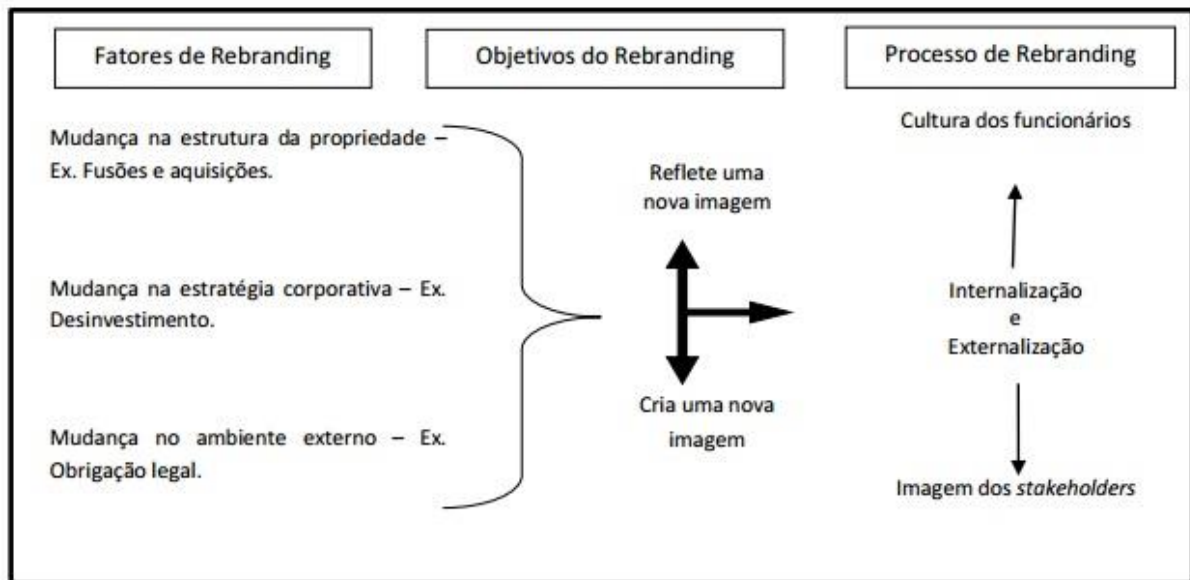 Fatores de Rebranding
Objetivos do Rebranding
Processo de Rebranding
Mudança na estrutura da propriedade –
Ex. Fusões e aquisições.
Mudança na estratégia corporativa – Ex.
Desinvestimento.
Mudança no ambiente externo – Ex.
Obrigação legal.
Reflete uma
nova imagem
Cria uma nova
imagem
Cultura dos funcionários
Internalização
e
Externalização
Imagem dos stakeholders